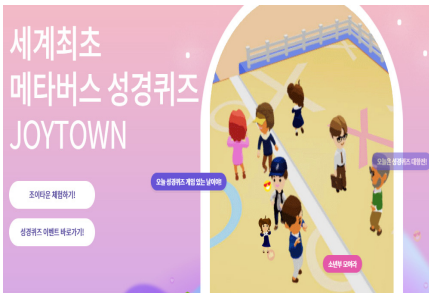 세계최초
메타버스 성경퀴즈
JOYTOWN
조이타운 체험하기!
성경퀴즈 이벤트 바로가기!
오늘 성경퀴즈 게임 있는 날이야!
오늘은 성경퀴즈 대항전!
소년부 모여라